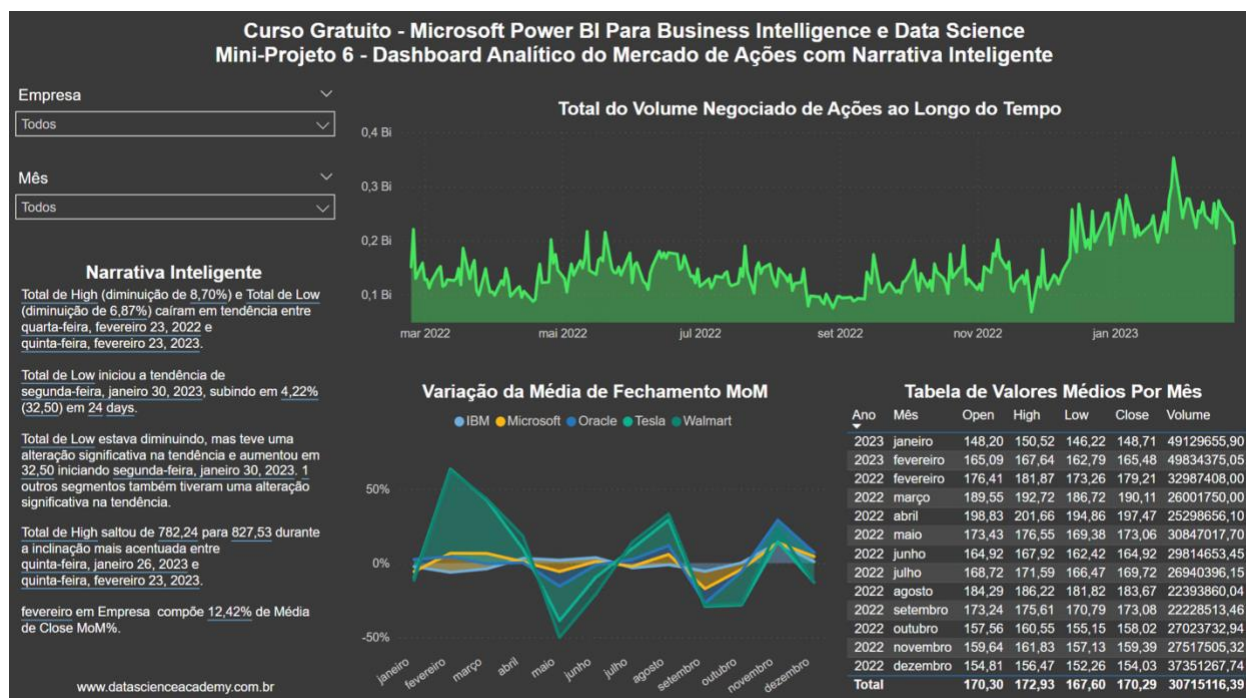 Curso Gratuito - Microsoft Power BI Para Business Intelligence e Data Science
Mini-Projeto 6 - Dashboard Analítico do Mercado de Ações com Narrativa Inteligente
Empresa
Todos
Mês
Todos
Narrativa Inteligente
Total de High (diminuição de 8,70%) e Total de Low
(diminuição de 6,87%) caíram em tendência entre
quarta-feira, fevereiro 23, 2022 e
quinta-feira, fevereiro 23, 2023.
Total de Low iniciou a tendência de
segunda-feira, janeiro 30, 2023, subindo em 4,22%
(32,50) em 24 days.
Total de Low estava diminuindo, mas teve uma
alteração significativa na tendência e aumentou em
32,50 iniciando segunda-feira, janeiro 30, 2023. 1
outros segmentos também tiveram uma alteração
significativa na tendência.
Total de High saltou de 782,24 para 827,53 durante
a inclinação mais acentuada entre
quinta-feira, janeiro 26, 2023 e
quinta-feira, fevereiro 23, 2023.
fevereiro em Empresa compõe 12,42% de Média
de Close MoM%.
www.datascienceacademy.com.br
Total do Volume Negociado de Ações ao Longo do Tempo
0,4 Bi
0,3 Bi
0,2 Bi
0,1 Bi
mar 2022 mai 2022 jul 2022 set 2022 nov 2022 jan 2023
Variação da Média de Fechamento MoM
IBM Microsoft Oracle Tesla Walmart
50%
0%
-50%
janeiro fevereiro março abril maio junho julho agosto setembro outubro novembro dezembro
Tabela de Valores Médios Por Mês
Ano Mês Open High Low Close Volume
2023 janeiro 148,20 150,52 146,22 148,71 49129655,90
2023 fevereiro 165,09 167,64 162,79 165,48 49834375,05
2022 fevereiro 176,41 181,87 173,26 179,21 32987408,00
2022 março 189,55 192,72 186,72 190,11 26001750,00
2022 abril 198,83 201,66 194,86 197,47 25298656,10
2022 maio 173,43 176,55 169,38 173,06 30847017,70
2022 junho 164,92 167,92 162,42 164,92 29814653,45
2022 julho 168,72 171,59 166,47 169,72 26940396,15
2022 agosto 184,29 186,22 181,82 183,67 22393860,04
2022 setembro 173,24 175,61 170,79 173,08 22228513,46
2022 outubro 157,56 160,55 155,15 158,02 27023732,94
2022 novembro 159,64 161,83 157,13 159,39 27517505,32
2022 dezembro 154,81 156,47 152,26 154,03 37351267,74
Total 170,30 172,93 167,60 170,29 30715116,39